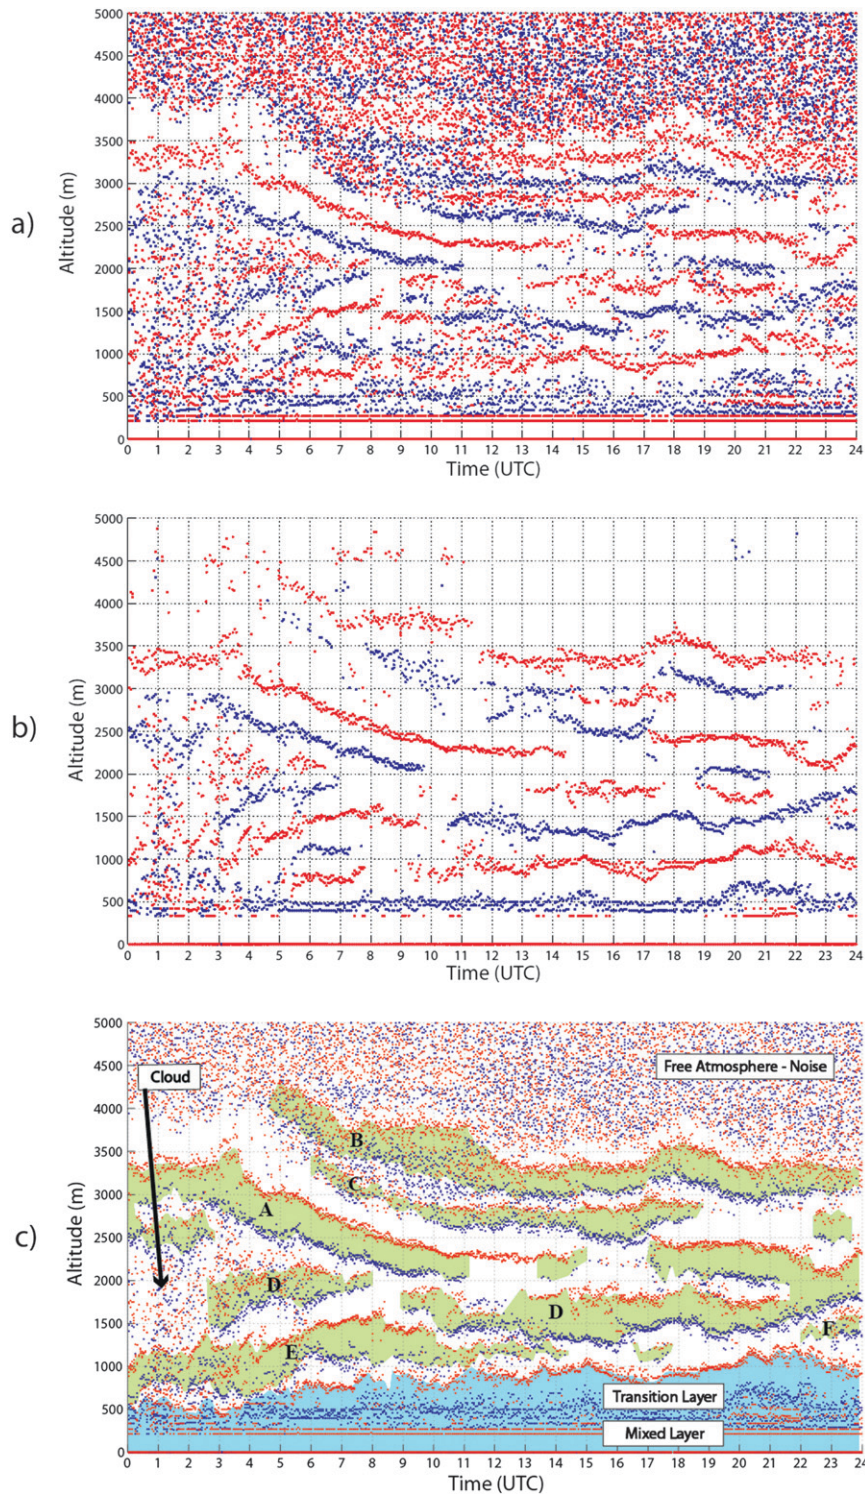 5000
4500
4000
3500
3000
2500
2000
1500
1000
500
0
Altitude (m)
a)
0 1 2 3 4 5 6 7 8 9 10 11 12 13 14 15 16 17 18 19 20 21 22 23 24
Time (UTC)
5000
4500
4000
3500
3000
2500
2000
1500
1000
500
0
Altitude (m)
b)
0 1 2 3 4 5 6 7 8 9 10 11 12 13 14 15 16 17 18 19 20 21 22 23 24
Time (UTC)
5000
4500
4000
3500
3000
2500
2000
1500
1000
500
0
Altitude (m)
c)
Free Atmosphere - Noise
Cloud
B
C
A
D
D
F
E
Transition Layer
Mixed Layer
0 1 2 3 4 5 6 7 8 9 10 11 12 13 14 15 16 17 18 19 20 21 22 23 24
Time (UTC)